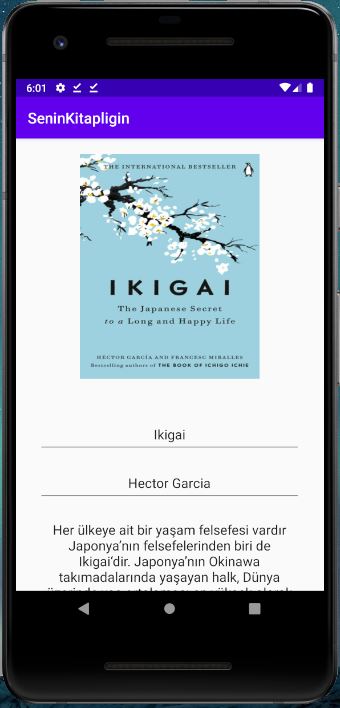 6:01
SeninKitapligin
THE INTERNATIONAL BESTSELLER
IKIGAI
The Japanese Secret
to a Long and Happy Life
HÉCTOR GARCÍA AND FRANCESC MIRALLES
Bestselling authors of THE BOOK OF ICHIGO ICHIE
Ikigai
Hector Garcia
Her ülkeye ait bir yaşam felsefesi vardır
Japonya’nın felsefelerinden biri de
Ikigai’dir. Japonya’nın Okinawa
takımadalarında yaşayan halk, Dünya